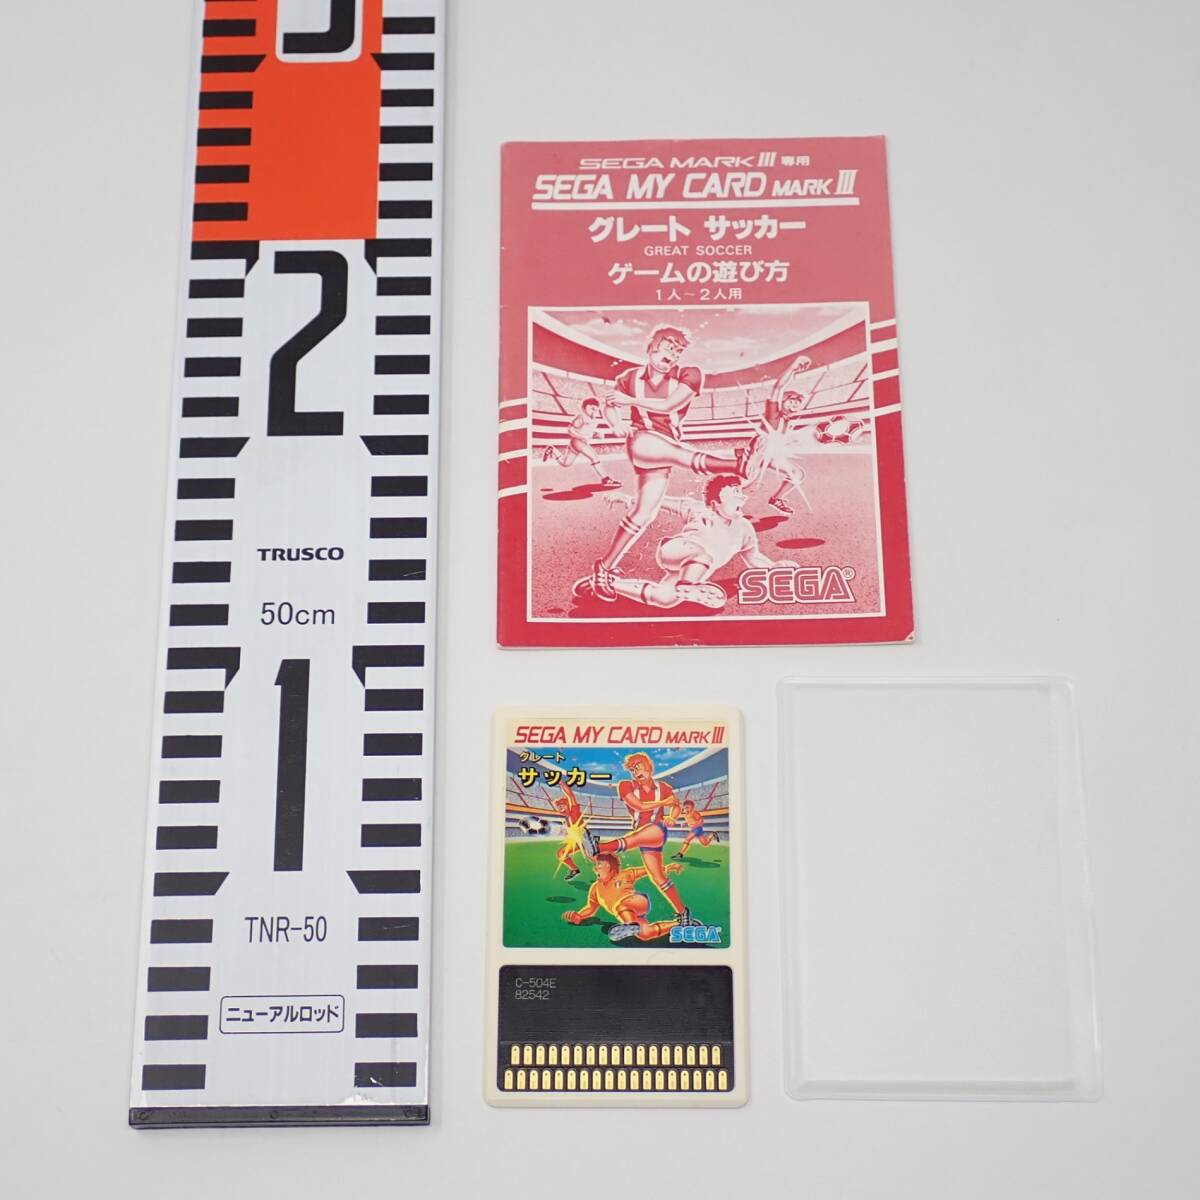 2
TRUSCO
50cm
1
TNR-50
ニューアルロッド
SEGA MARK III 専用
SEGA MY CARD MARK III
グレート サッカー
GREAT SOCCER
ゲームの遊び方
1人~2人用
SEGA®
SEGA MY CARD MARK III
グレート
サッカー
SEGA®
C-504E
82542